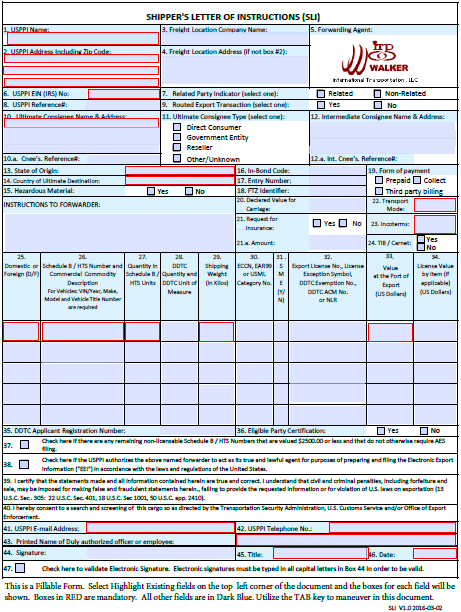 SHIPPER'S LETTER OF INSTRUCTIONS (SLI)
1. USPPI Name:
3. Freight Location Company Name:
5. Forwarding Agent:
2. USPPI Address Including Zip Code:
4. Freight Location Address (if not box #2):
WALKER
International Transportation, LLC
6. USPPI EIN (IRS) No:
7. Related Party Indicator (select one):
Related
Non-Related
8. USPPI Reference#:
9. Routed Export Transaction (select one):
Yes
No
10. Ultimate Consignee Name & Address:
11. Ultimate Consignee Type (select one):
Direct Consumer
Government Entity
Reseller
Other/Unknown
12. Intermediate Consignee Name & Address:
10.a. Cnee's. Reference#:
12.a. Int. Cnee's. Reference#:
13. State of Origin:
16. In-Bond Code:
19. Form of payment
14. Country of Ultimate Destination:
17. Entry Number:
Prepaid
Collect
15. Hazardous Material:
Yes
No
18. FTZ Identifier:
Third party billing
INSTRUCTIONS TO FORWARDER:
20. Declared Value for
Carriage:
22. Transport
Mode:
21. Request for
Insurance:
Yes
No
23. Incoterms:
21.a. Amount:
24. TIB / Carnet:
Yes
No
25.
Domestic or
Foreign (D/F)
26.
Schedule B / HTS Number and
Commercial Commodity
Description
For Vehicles: VIN/Year, Make,
Model and Vehicle Title Number
are required
27.
Quantity in
Schedule B /
HTS Units
28.
DDTC
Quantity and
DDTC Unit of
Measure
29.
Shipping
Weight
(in Kilos)
30.
ECCN, EAR99
or USML
Category No.
31.
S
M
E
(Y/
N)
32.
Export License No., License
Exception Symbol,
DDTC Exemption No.,
DDTC ACM No.
or NLR
33.
Value
at the Port of
Export
(US Dollars)
34.
License Value
by Item (if
applicable)
(US Dollars)
35. DDTC Applicant Registration Number:
36. Eligible Party Certification:
Yes
No
37.
Check here if there are any remaining non-licensable Schedule B / HTS Numbers that are valued $2500.00 or less and that do not otherwise require AES
filing.
38.
Check here if the USPPI authorizes the above named forwarder to act as its true and lawful agent for purposes of preparing and filing the Electronic Export
Information ("EEI") in accordance with the laws and regulations of the United States.
39. I certify that the statements made and all information contained herein are true and correct. I understand that civil and criminal penalties, including forfeiture and
sale, may be imposed for making false and fraudulent statements herein., failing to provide the requested information or for violation of U.S. laws on exportation (13
U.S.C. Sec . 305: 22 U.S.C Sec. 401, 18 U.S.C Sec 1001, 50 U.S.C. app. 2410).
40. I hereby consent to a search and screening of this cargo so as directed by the Transportation Security Administration, U.S. Customs Service and/or Office of Export
Enforcement.
41. USPPI E-mail Address:
42. USPPI Telephone No.:
43. Printed Name of Duly authorized officer or employee:
44. Signature:
45. Title:
46. Date:
47.
Check here to validate Electronic Signature. Electronic signatures must be typed in all capital letters in Box 44 in order to be valid.
This is a Fillable Form. Select Highlight Existing fields on the top left corner of the document and the boxes for each field will be
shown. Boxes in RED are mandatory. All other fields are in Dark Blue. Utilize the TAB key to maneuver in this document.
SLI V1.0 2016-03-02